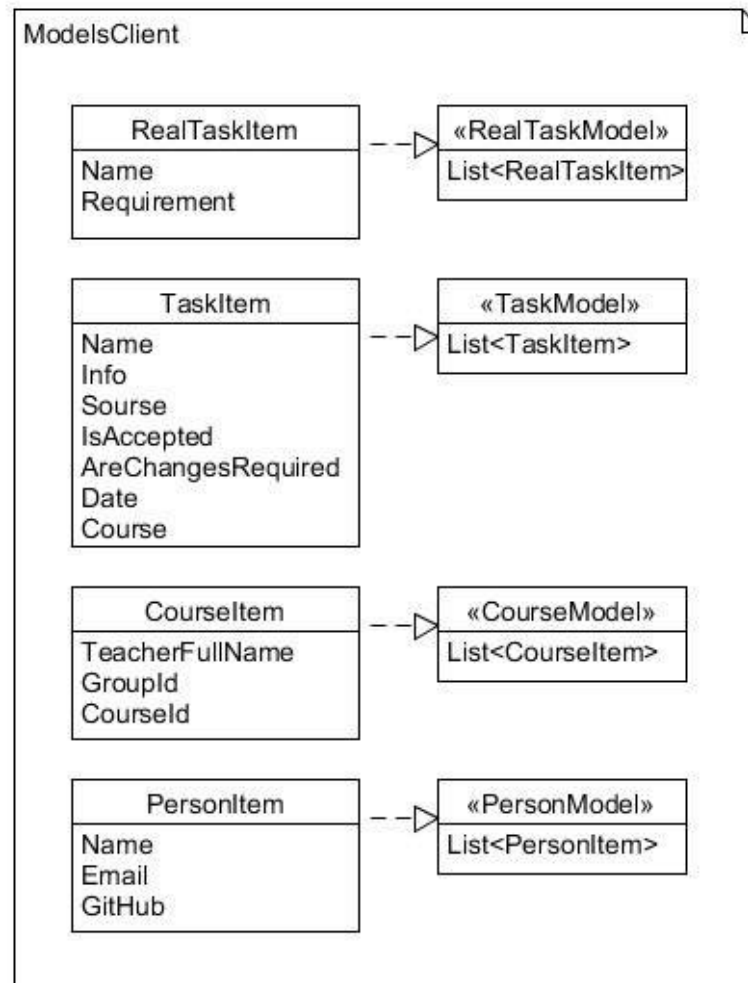 ModelsClient
RealTaskItem
Name
Requirement
«RealTaskModel»
List<RealTaskItem>
TaskItem
Name
Info
Sourse
IsAccepted
AreChangesRequired
Date
Course
«TaskModel»
List<TaskItem>
CourseItem
TeacherFullName
GroupId
CourseId
«CourseModel»
List<CourseItem>
PersonItem
Name
Email
GitHub
«PersonModel»
List<PersonItem>